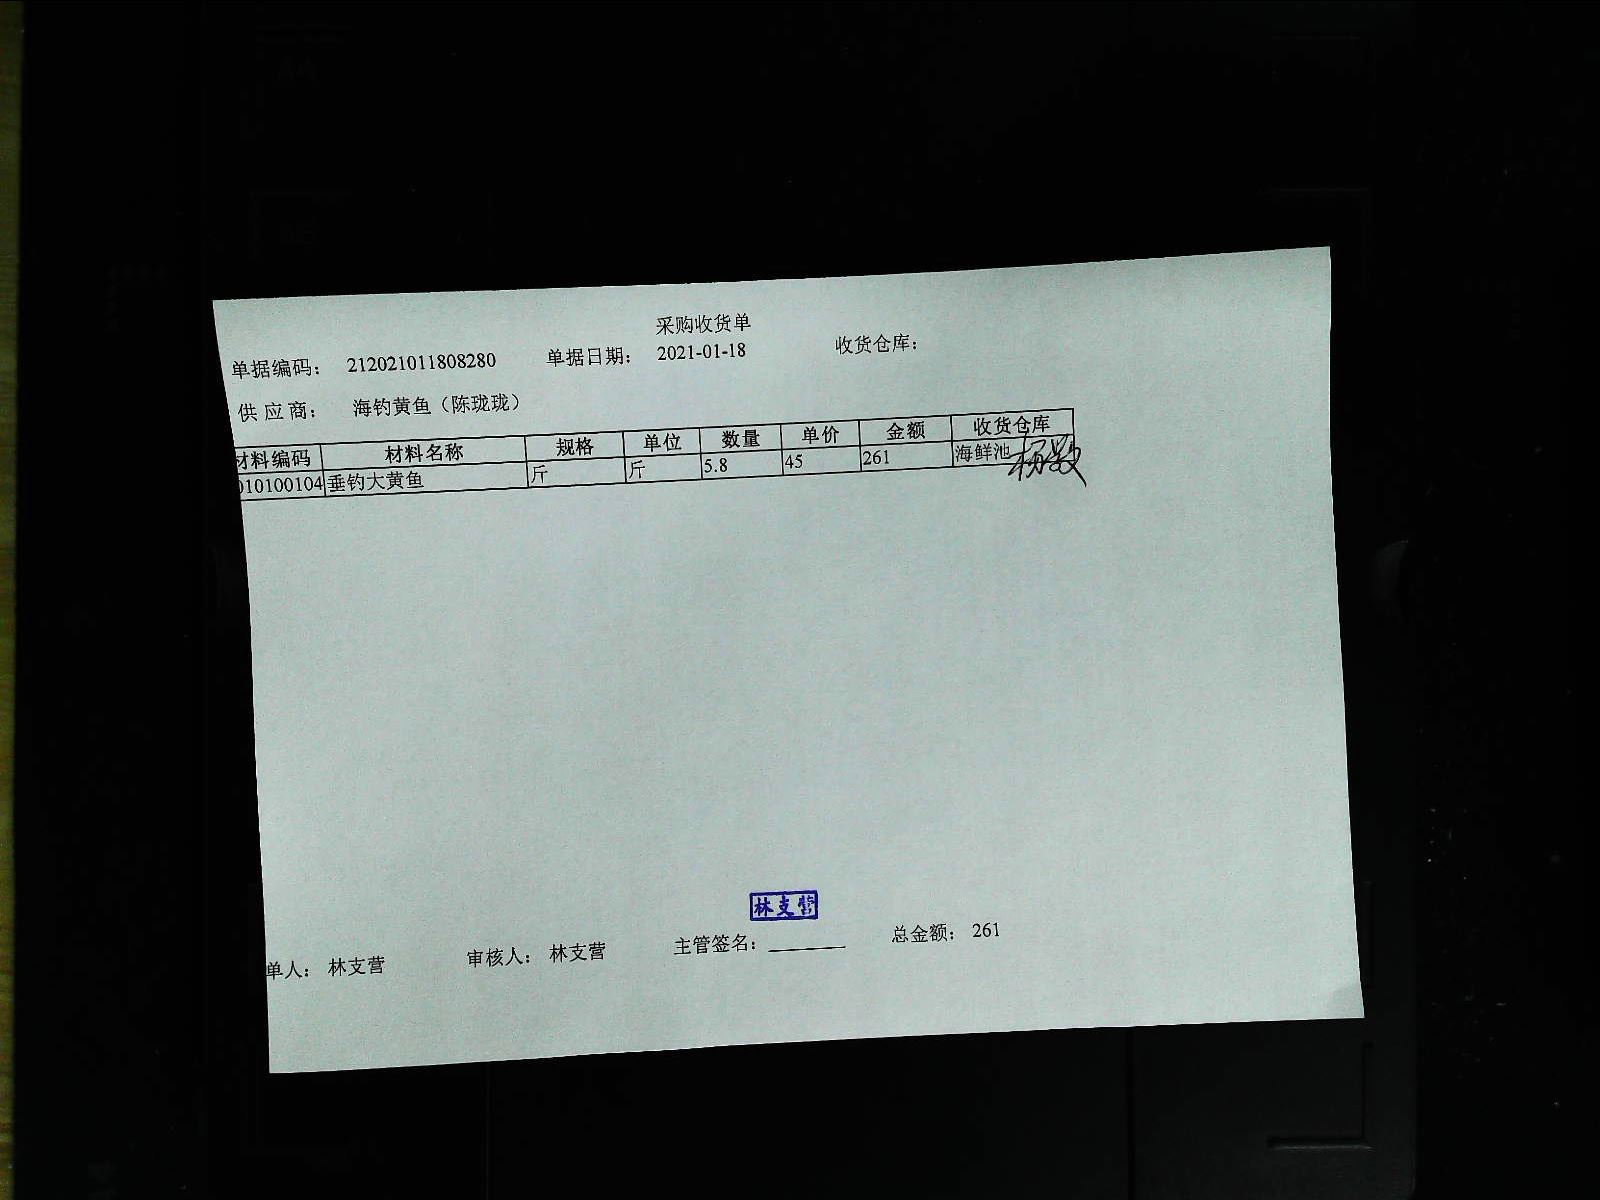 采购收货单
单据编码： 212021011808280 单据日期： 2021-01-18 收货仓库：
供应商： 海钓黄鱼（陈珑珑）
材料编码 材料名称 规格 单位 数量 单价 金额 收货仓库
010100104 垂钓大黄鱼 斤 斤 5.8 45 261 海鲜池
林支营
单人： 林支营 审核人： 林支营 主管签名： 总金额： 261